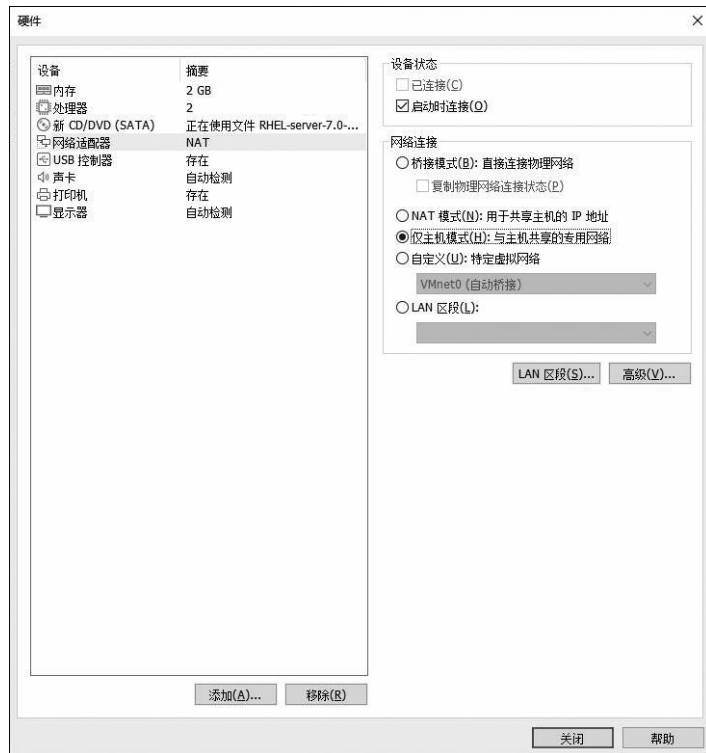 硬件
设备 摘要
内存 2 GB
处理器 2
新 CD/DVD (SATA) 正在使用文件 RHEL-server-7.0-...
网络适配器 NAT
USB 控制器 存在
声卡 自动检测
打印机 存在
显示器 自动检测
添加(A)... 移除(R)
设备状态
已连接(C)
启动时连接(O)
网络连接
桥接模式(B): 直接连接物理网络
复制物理网络连接状态(P)
NAT 模式(N): 用于共享主机的 IP 地址
仅主机模式(H): 与主机共享的专用网络
自定义(U): 特定虚拟网络
VMnet0 (自动桥接)
LAN 区段(L):
LAN 区段(S)... 高级(V)...
关闭 帮助